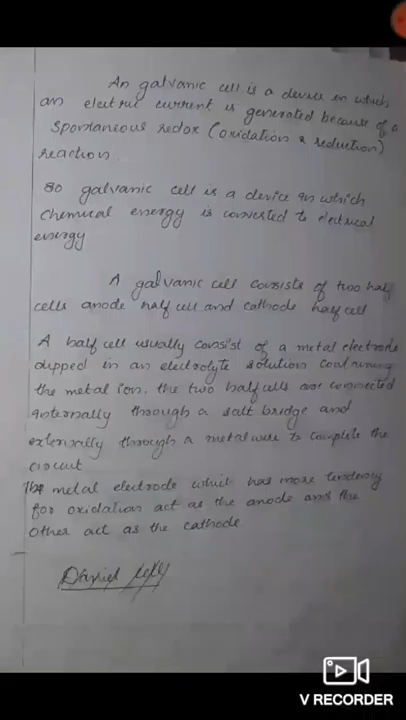 An galvanic cell is a device in which
an electric current is generated because of a
spontaneous redox (oxidation & reduction)
reaction.
so galvanic cell is a device in which
chemical energy is converted to electrical
energy
A galvanic cell consists of two half
cells anode half cell and cathode half cell
A half cell usually consist of a metal electrode
dipped in an electrolyte solution containing
the metal ion. the two half cells are connected
internally through a salt bridge and
externally through a metal wire to complete the
circuit
The metal electrode which has more tendency
for oxidation act as the anode and the
other act as the cathode
Daniel cell
V RECORDER